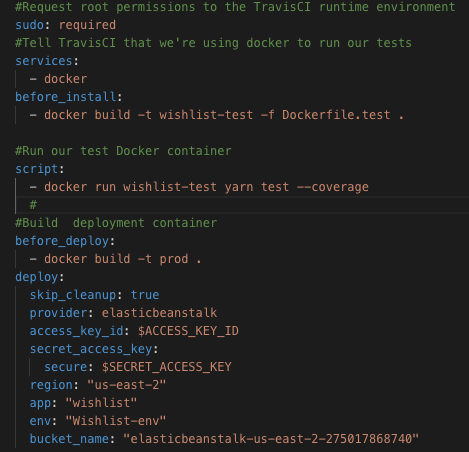 #Request root permissions to the TravisCI runtime environment
sudo: required
#Tell TravisCI that we're using docker to run our tests
services:
  - docker
before_install:
  - docker build -t wishlist-test -f Dockerfile.test .

#Run our test Docker container
script:
  - docker run wishlist-test yarn test --coverage
  #
#Build  deployment container
before_deploy:
  - docker build -t prod .
deploy:
  skip_cleanup: true
  provider: elasticbeanstalk
  access_key_id: $ACCESS_KEY_ID
  secret_access_key:
    secure: $SECRET_ACCESS_KEY
  region: "us-east-2"
  app: "wishlist"
  env: "Wishlist-env"
  bucket_name: "elasticbeanstalk-us-east-2-275017868740"